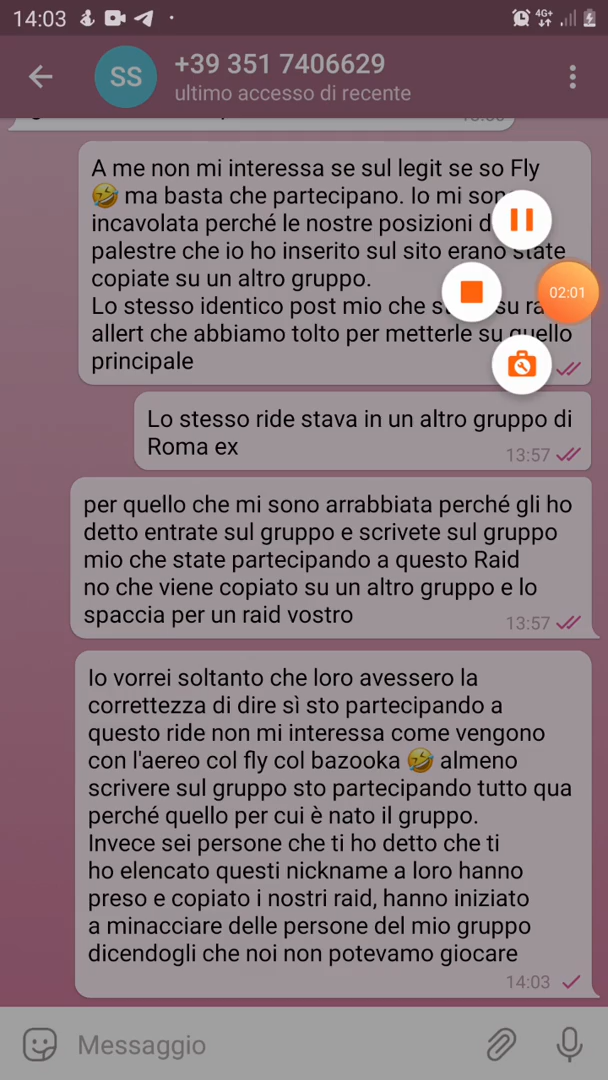 14:03
4G+
SS
+39 351 7406629
ultimo accesso di recente
A me non mi interessa se sul legit se so Fly
🤣 ma basta che partecipano. Io mi sono
incavolata perché le nostre posizioni d
palestre che io ho inserito sul sito erano state
copiate su un altro gruppo.
Lo stesso identico post mio che s su ra
02:01
allert che abbiamo tolto per metterle su quello
principale
Lo stesso ride stava in un altro gruppo di
Roma ex
13:57
per quello che mi sono arrabbiata perché gli ho
detto entrate sul gruppo e scrivete sul gruppo
mio che state partecipando a questo Raid
no che viene copiato su un altro gruppo e lo
spaccia per un raid vostro
13:57
Io vorrei soltanto che loro avessero la
correttezza di dire sì sto partecipando a
questo ride non mi interessa come vengono
con l'aereo col fly col bazooka 🤣 almeno
scrivere sul gruppo sto partecipando tutto qua
perché quello per cui è nato il gruppo.
Invece sei persone che ti ho detto che ti
ho elencato questi nickname a loro hanno
preso e copiato i nostri raid, hanno iniziato
a minacciare delle persone del mio gruppo
dicendogli che noi non potevamo giocare
14:03
Messaggio